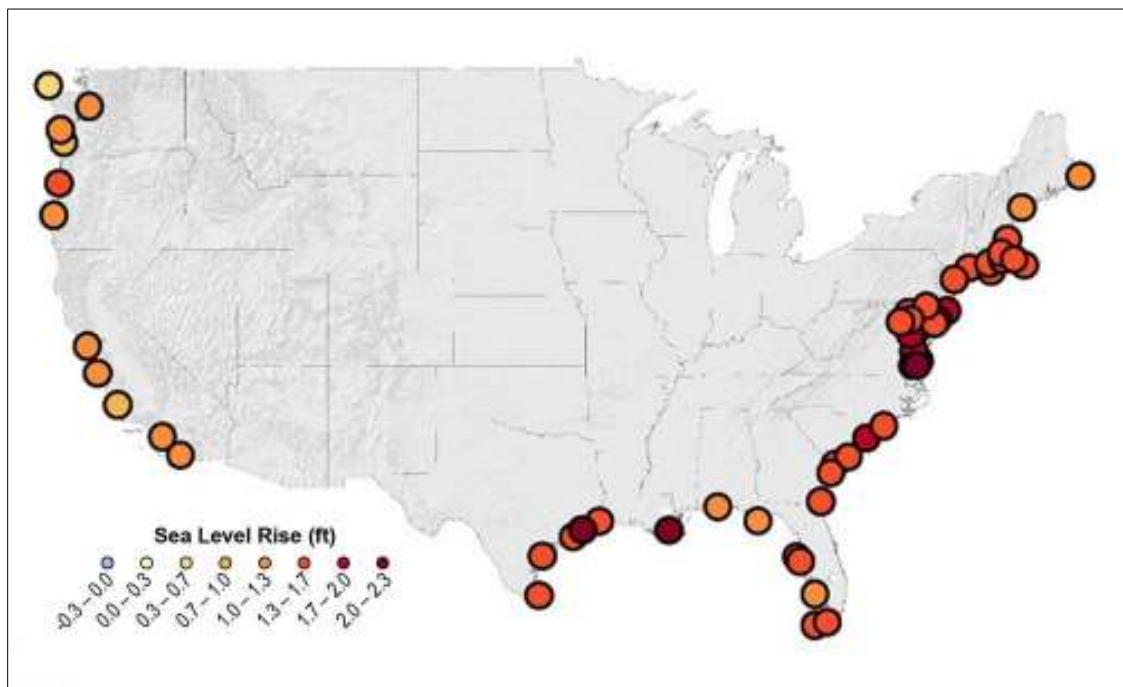 Sea Level Rise (ft)
-0.3 – 0.0
0.0 – 0.3
0.3 – 0.7
0.7 – 1.0
1.0 – 1.3
1.3 – 1.7
1.7 – 2.0
2.0 – 2.3